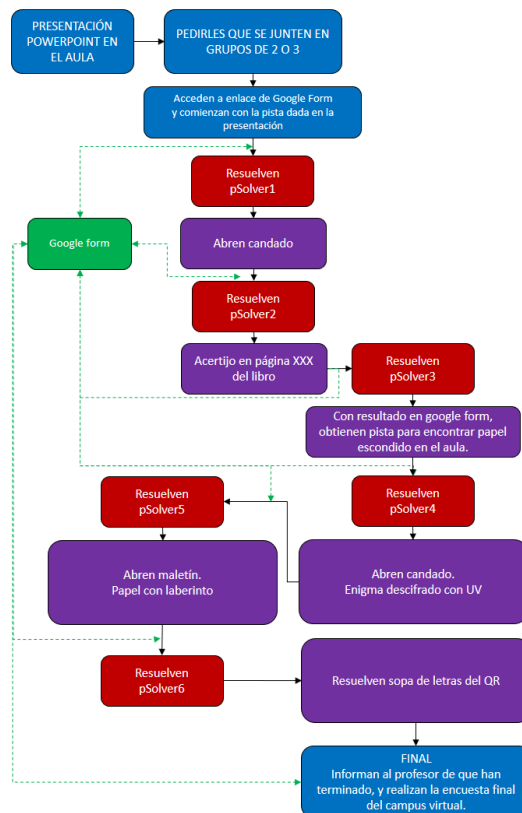 PRESENTACIÓN
POWERPOINT EN
EL AULA
PEDIRLES QUE SE JUNTEN EN
GRUPOS DE 2 O 3
Acceden a enlace de Google Form
y comienzan con la pista dada en la
presentación
Resuelven
pSolver1
Google form
Abren candado
Resuelven
pSolver2
Acertijo en página XXX
del libro
Resuelven
pSolver3
Con resultado en google form,
obtienen pista para encontrar papel
escondido en el aula.
Resuelven
pSolver4
Resuelven
pSolver5
Abren candado.
Enigma descifrado con UV
Abren maletín.
Papel con laberinto
Resuelven
pSolver6
Resuelven sopa de letras del QR
FINAL
Informan al profesor de que han
terminado, y realizan la encuesta final
del campus virtual.